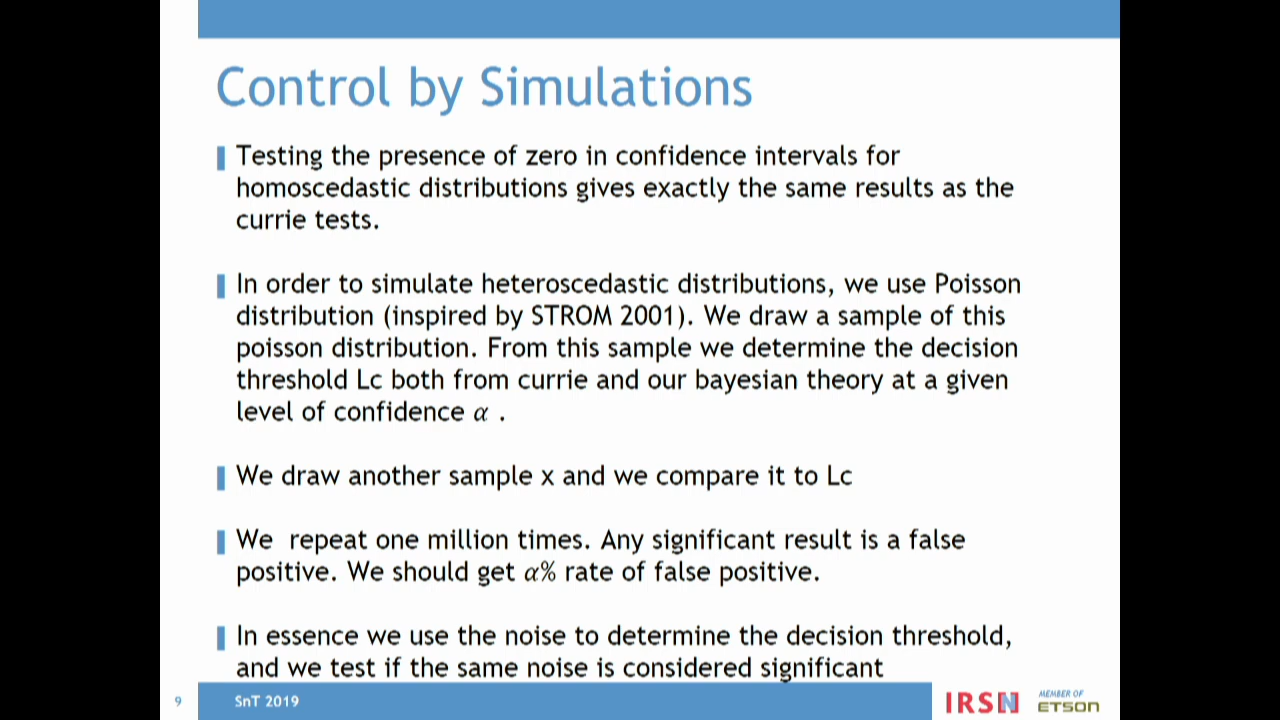 Control by Simulations
Testing the presence of zero in confidence intervals for
homoscedastic distributions gives exactly the same results as the
currie tests.
In order to simulate heteroscedastic distributions, we use Poisson
distribution (inspired by STROM 2001). We draw a sample of this
poisson distribution. From this sample we determine the decision
threshold Lc both from currie and our bayesian theory at a given
level of confidence α .
We draw another sample x and we compare it to Lc
We  repeat one million times. Any significant result is a false
positive. We should get α% rate of false positive.
In essence we use the noise to determine the decision threshold,
and we test if the same noise is considered significant
9
SnT 2019
IRSN
MEMBER OF
ETSON